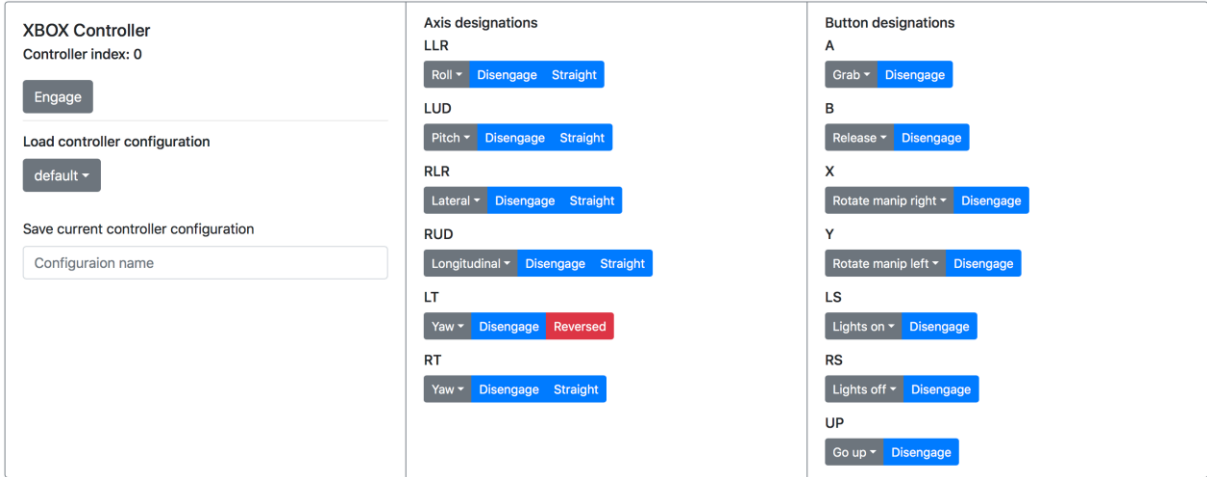 XBOX Controller
Controller index: 0
Engage
Load controller configuration
default
Save current controller configuration
Configuraion name
Axis designations
LLR
Roll Disengage Straight
LUD
Pitch Disengage Straight
RLR
Lateral Disengage Straight
RUD
Longitudinal Disengage Straight
LT
Yaw Disengage Reversed
RT
Yaw Disengage Straight
Button designations
A
Grab Disengage
B
Release Disengage
X
Rotate manip right Disengage
Y
Rotate manip left Disengage
LS
Lights on Disengage
RS
Lights off Disengage
UP
Go up Disengage